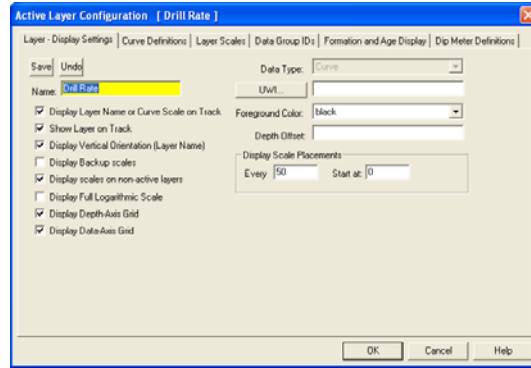 Active Layer Configuration [ Drill Rate ]
Layer - Display Settings Curve Definitions Layer Scales Data Group IDs Formation and Age Display Dip Meter Definitions
Save Undo
Name: Drill Rate
Display Layer Name or Curve Scale on Track
Show Layer on Track
Display Vertical Orientation (Layer Name)
Display Backup scales
Display scales on non-active layers
Display Full Logarithmic Scale
Display Depth-Axis Grid
Display Data-Axis Grid
Data Type: Curve
UWI...
Foreground Color: black
Depth Offset:
Display Scale Placements
Every 50 Start at: 0
OK Cancel Help